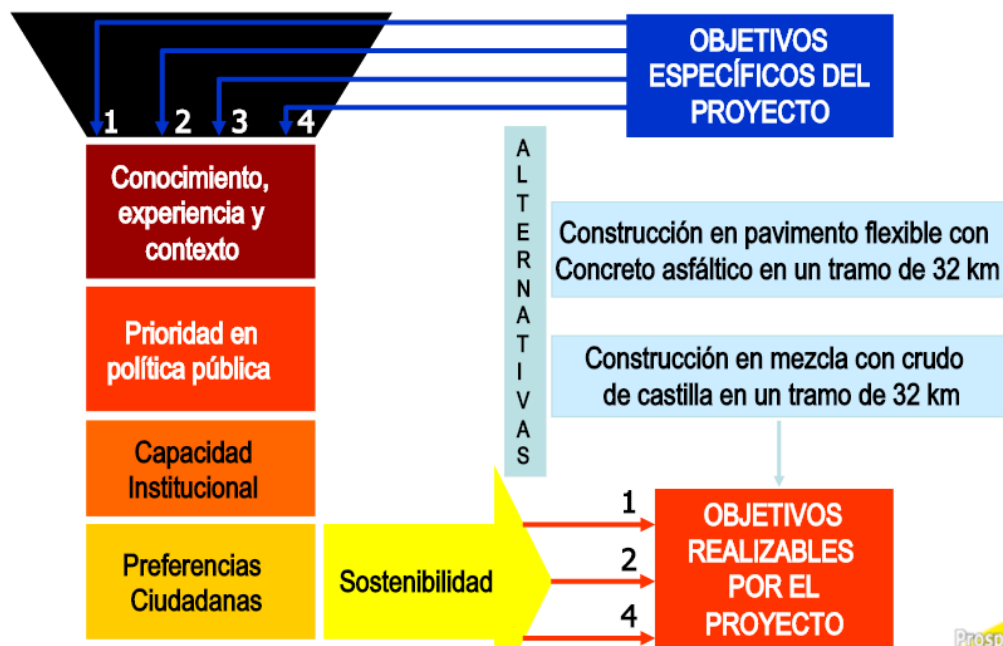 OBJETIVOS
ESPECÍFICOS DEL
PROYECTO
1 2 3 4
Conocimiento,
experiencia y
contexto
Prioridad en
política pública
Capacidad
Institucional
Preferencias
Ciudadanas
Sostenibilidad
ALTERNATIVAS
Construcción en pavimento flexible con
Concreto asfáltico en un tramo de 32 km
Construcción en mezcla con crudo
de castilla en un tramo de 32 km
1
2
4
OBJETIVOS
REALIZABLES
POR EL
PROYECTO
Prosp